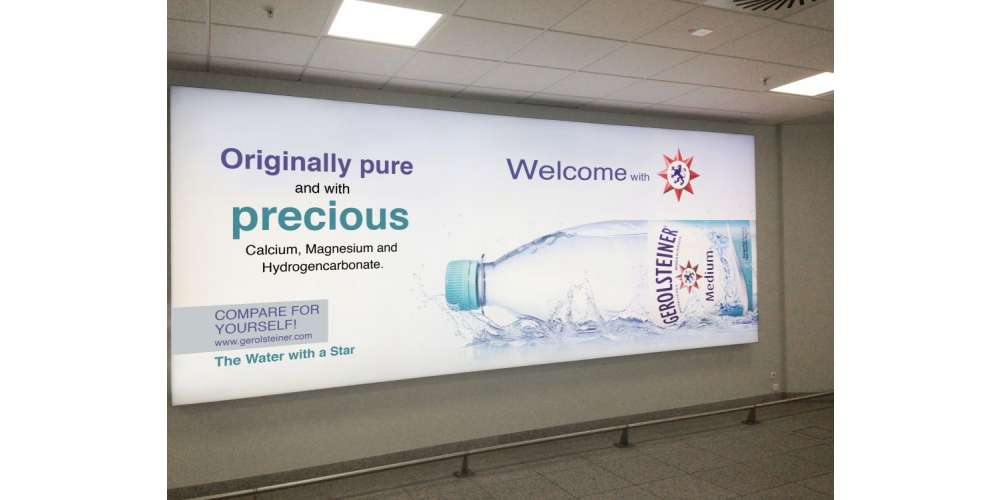 Originally pure
and with
precious
Calcium, Magnesium and
Hydrogencarbonate.
COMPARE FOR
YOURSELF!
www.gerolsteiner.com
The Water with a Star
Welcome with
GEROLSTEINER
Medium